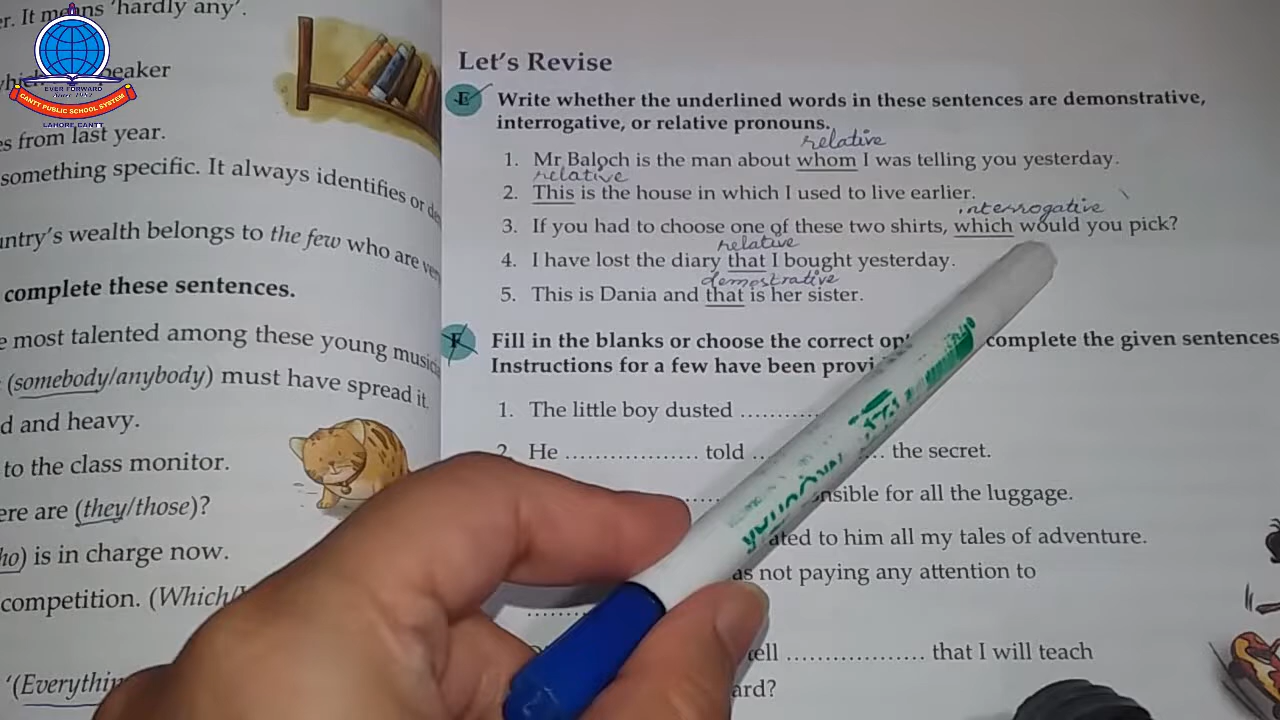 er. It means 'hardly any'.
speaker
es from last year.
something specific. It always identifies or
untry's wealth belongs to the few who are
complete these sentences.
e most talented among these young
(somebody/anybody) must have spread it.
d and heavy.
to the class monitor.
ere are (they/those)?
ho) is in charge now.
competition. (Which/
'(Everythin
EVER FORWARD
CANTT PUBLIC SCHOOL SYSTEM
LAHORE CANTT
Let's Revise
E Write whether the underlined words in these sentences are demonstrative,
interrogative, or relative pronouns.
relative
1. Mr Baloch is the man about whom I was telling you yesterday.
relative
2. This is the house in which I used to live earlier.
interrogative
3. If you had to choose one of these two shirts, which would you pick?
relative
4. I have lost the diary that I bought yesterday.
demostrative
5. This is Dania and that is her sister.
F Fill in the blanks or choose the correct complete the given sentences
Instructions for a few have been
1. The little boy dusted ..........
2. He .................. told ... the secret.
nsible for all the luggage.
ated to him all my tales of adventure.
as not paying any attention to
tell .................. that I will teach
ard?